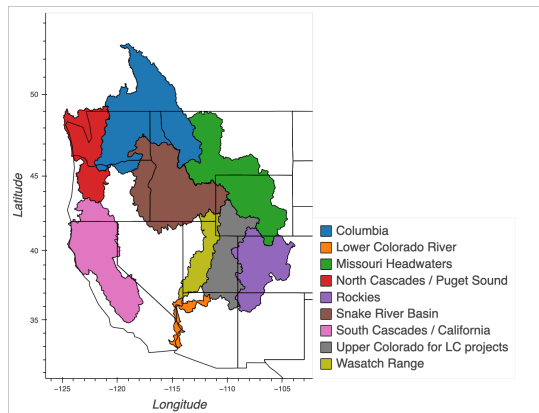 50
45
40
35
Latitude
−125
−120
−115
−110
−105
Longitude
Columbia
Lower Colorado River
Missouri Headwaters
North Cascades / Puget Sound
Rockies
Snake River Basin
South Cascades / California
Upper Colorado for LC projects
Wasatch Range